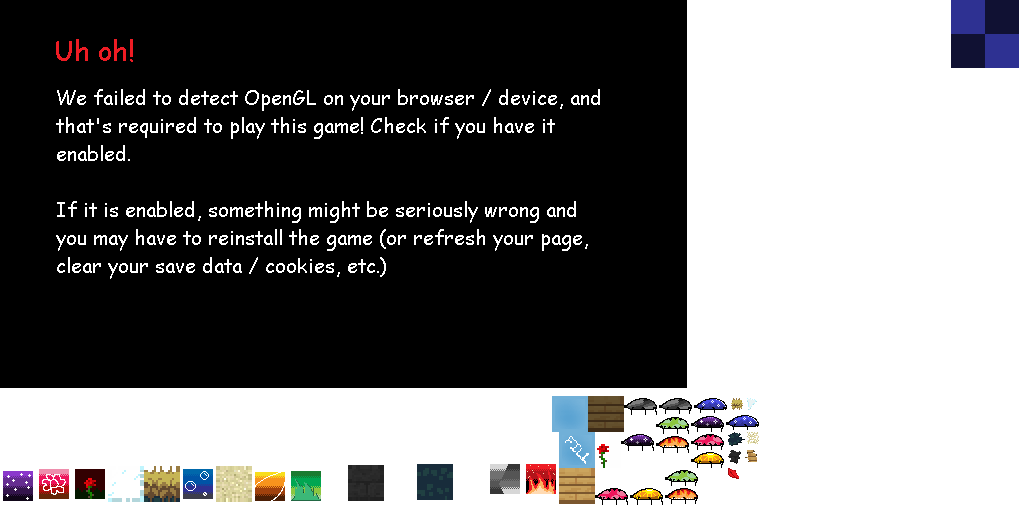 Uh oh!
We failed to detect OpenGL on your browser / device, and
that's required to play this game! Check if you have it
enabled.
If it is enabled, something might be seriously wrong and
you may have to reinstall the game (or refresh your page,
clear your save data / cookies, etc.)
FILL